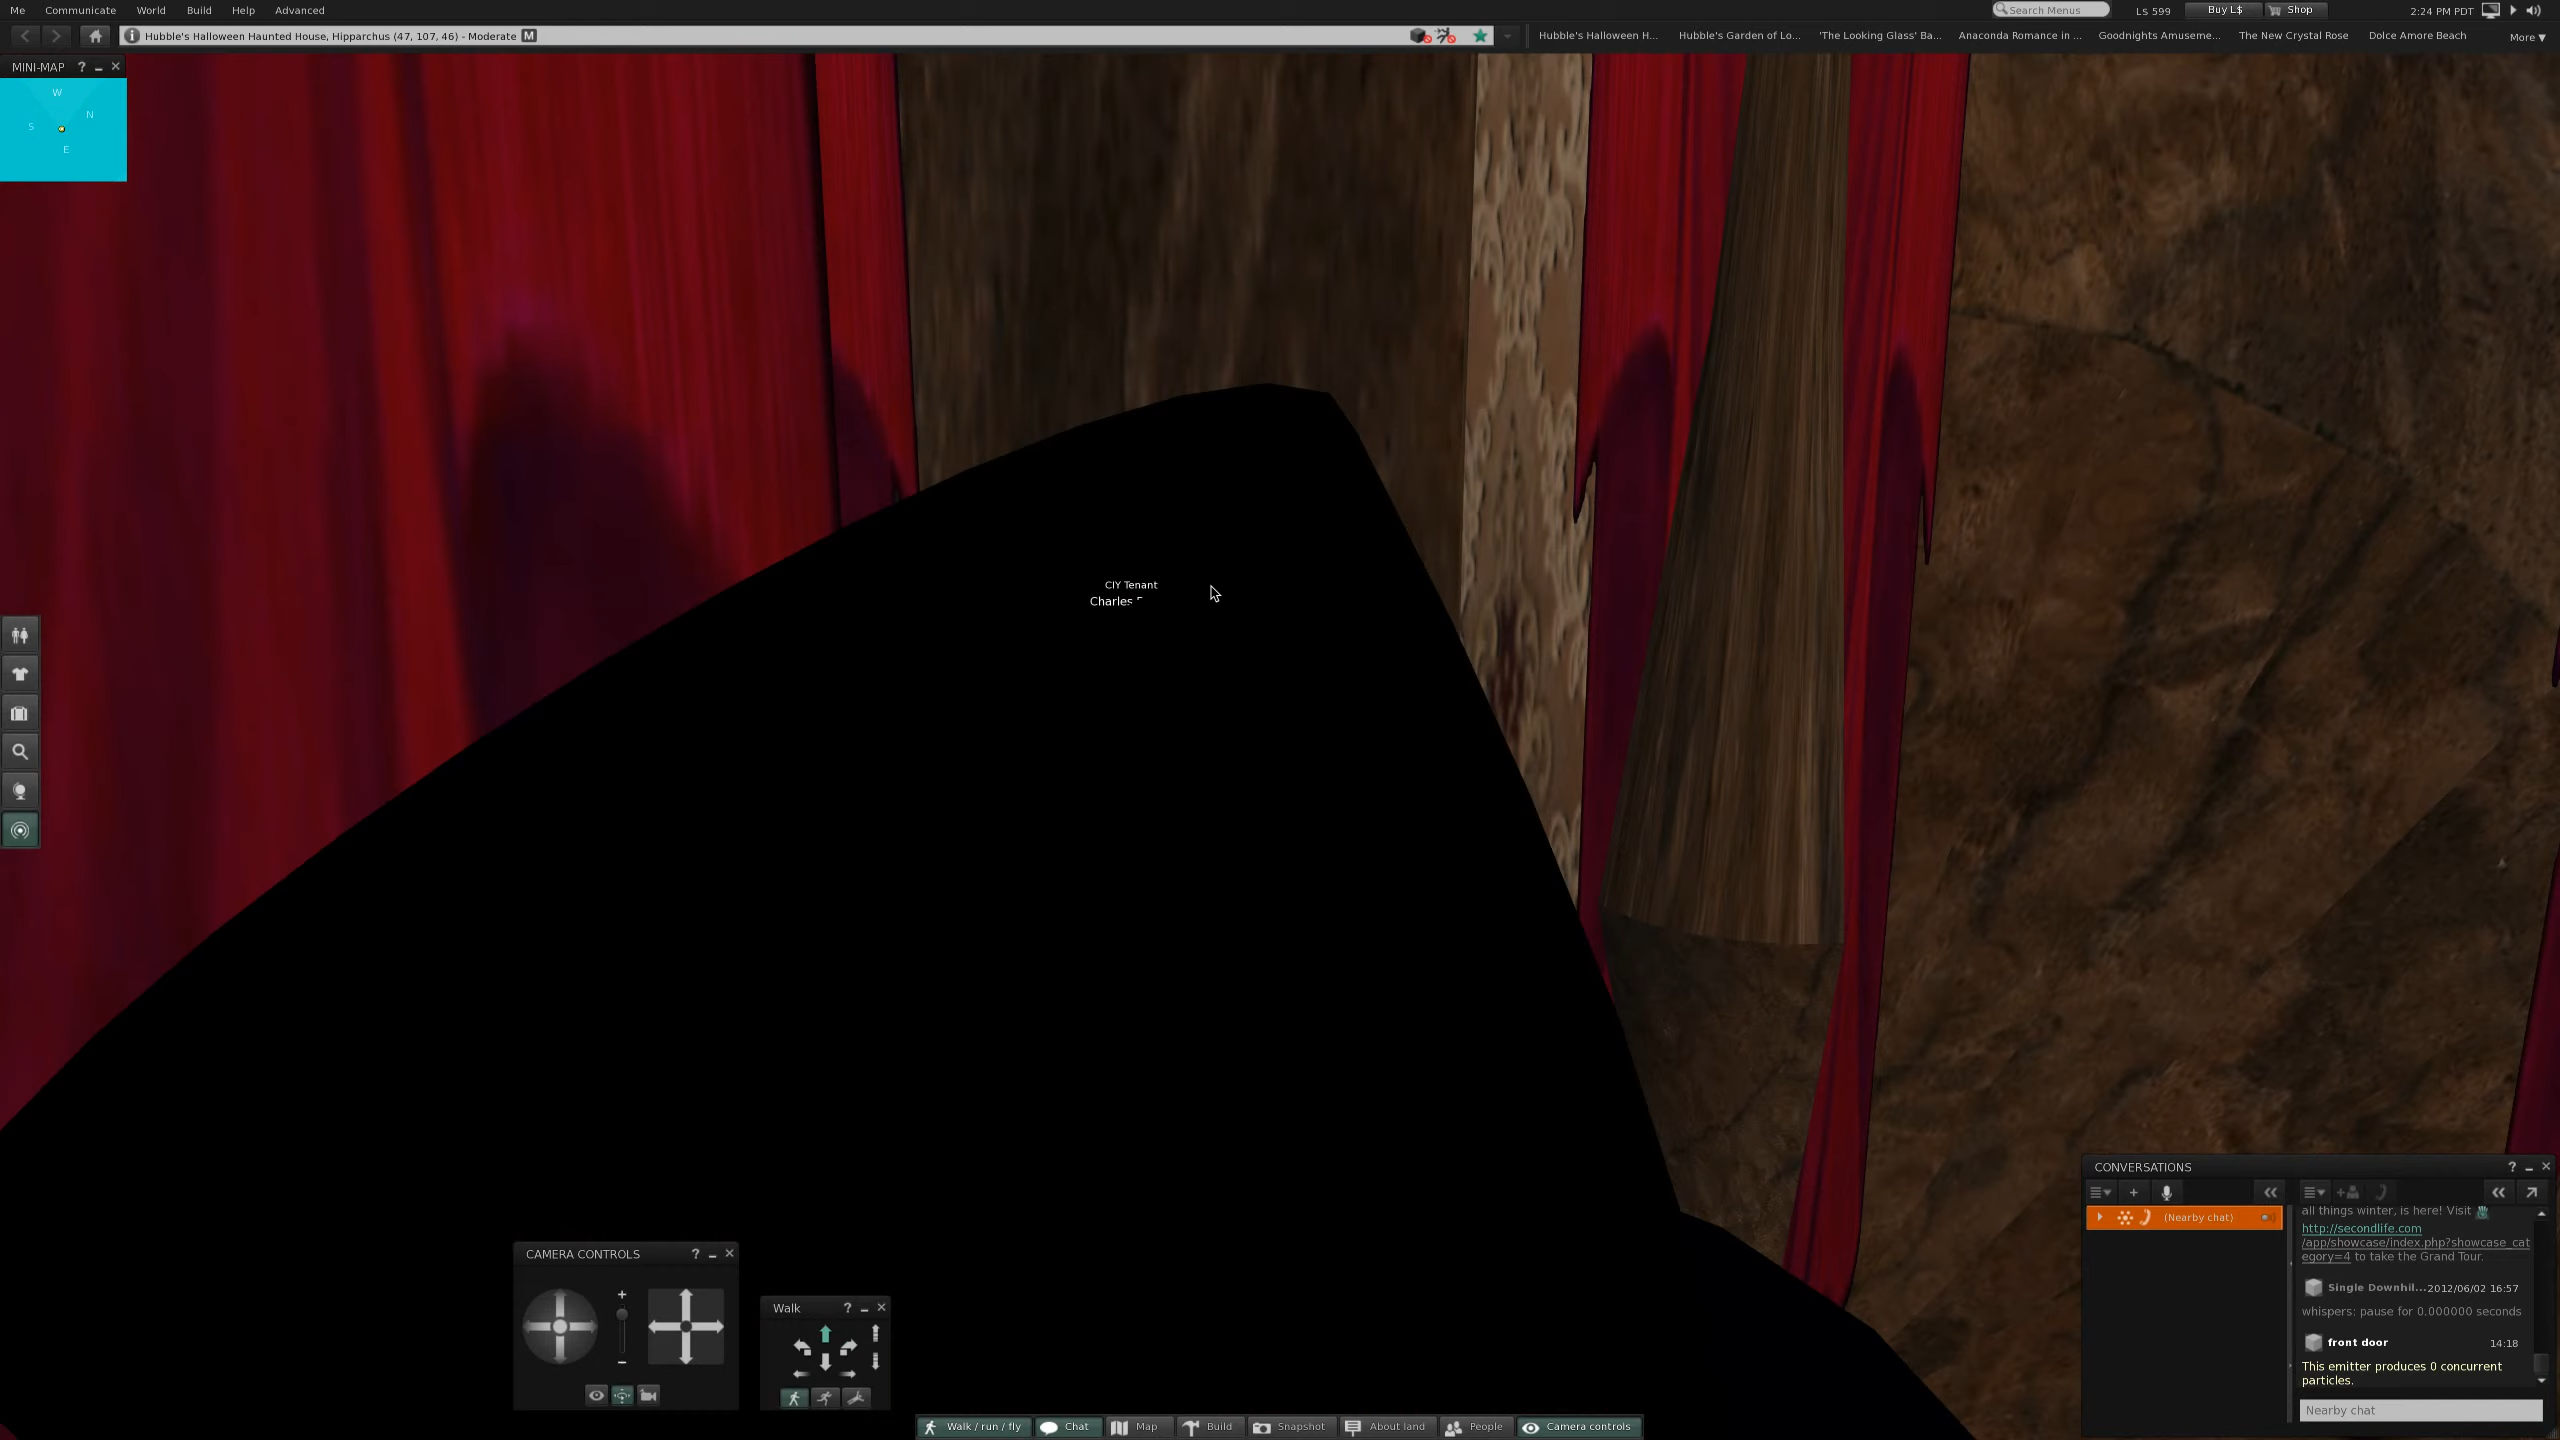 Me Communicate World Build Help Advanced
Search Menus
L$ 599
Buy L$
Shop
2:24 PM PDT
Hubble's Halloween Haunted House, Hipparchus (47, 107, 46) - Moderate M
Hubble's Halloween H... Hubble's Garden of Lo... 'The Looking Glass' Ba... Anaconda Romance in ... Goodnights Amuseme... The New Crystal Rose Dolce Amore Beach More
MINI-MAP ?
W
N
S
E
CIY Tenant
Charles
CAMERA CONTROLS ?
Walk ?
CONVERSATIONS ?
(Nearby chat)
all things winter, is here! Visit
http://secondlife.com
/app/showcase/index.php?showcase_cat
egory=4 to take the Grand Tour.
Single Downhil... 2012/06/02 16:57
whispers: pause for 0.000000 seconds
front door 14:18
This emitter produces 0 concurrent
particles.
Nearby chat
Walk / run / fly Chat Map Build Snapshot About land People Camera controls